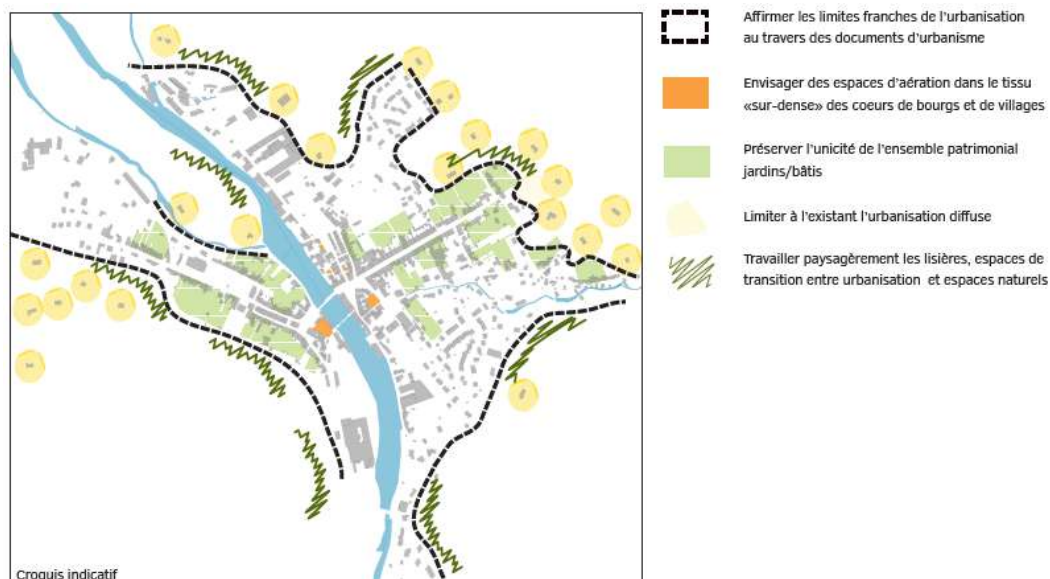 Affirmer les limites franches de l'urbanisation
au travers des documents d'urbanisme
Envisager des espaces d'aération dans le tissu
«sur-dense» des coeurs de bourgs et de villages
Préserver l'unicité de l'ensemble patrimonial
jardins/bâtis
Limiter à l'existant l'urbanisation diffuse
Travailler paysagèrement les lisières, espaces de
transition entre urbanisation et espaces naturels
Croquis indicatif